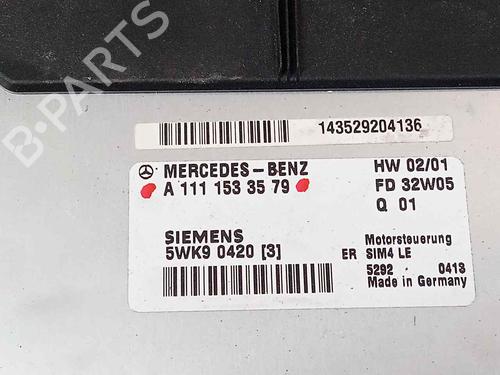 143529204136
MERCEDES-BENZ HW 02/01
A 111 153 35 79 FD 32W05
Q 01
SIEMENS Motorsteuerung
5WK9 0420 [3] ER SIM4 LE
5292 0413
Made in Germany
B-PARTS